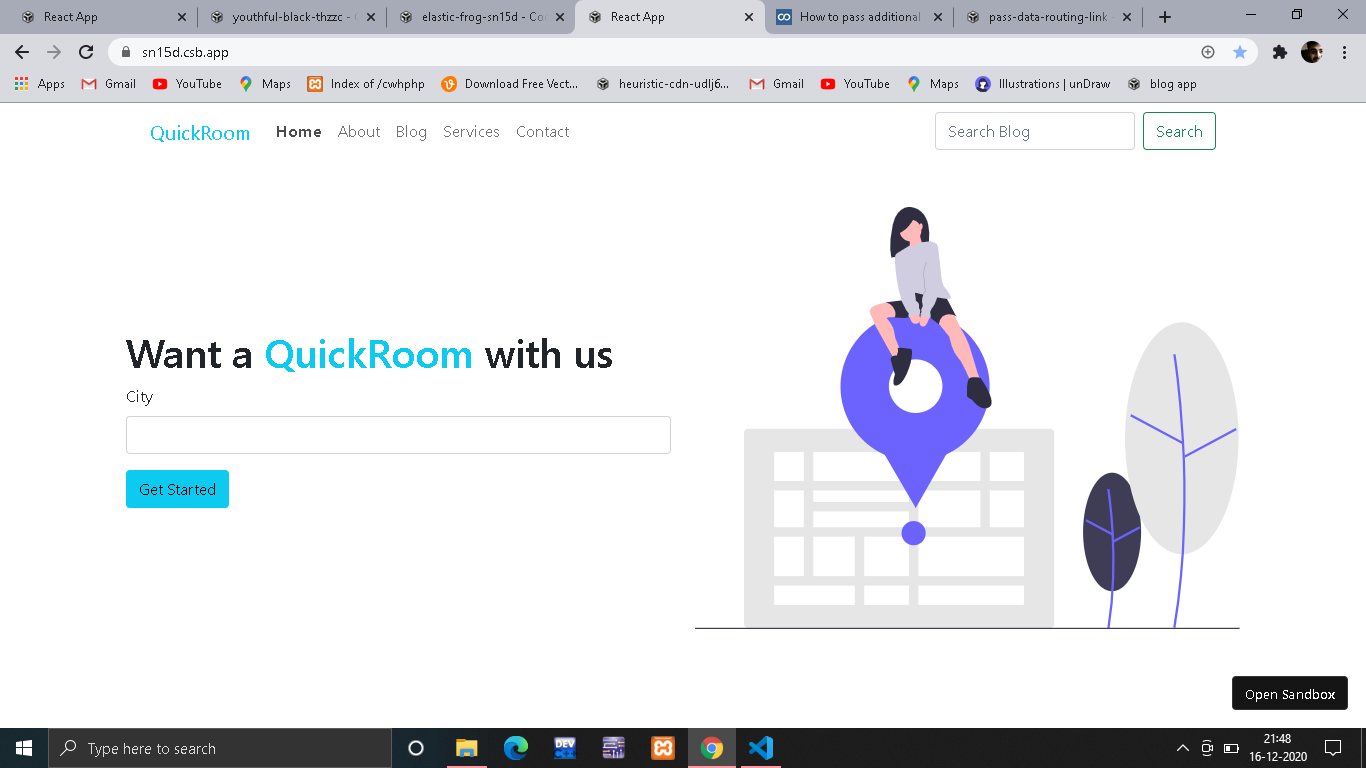 React App
youthful-black-thzzc - C
elastic-frog-sn15d - Co
React App
How to pass additional
pass-data-routing-link -
sn15d.csb.app
Apps Gmail YouTube Maps Index of /cwhphp Download Free Vect... heuristic-cdn-udlj6... Gmail YouTube Maps Illustrations | unDraw blog app
QuickRoom Home About Blog Services Contact Search Blog Search
Want a QuickRoom with us
City
Get Started
Open Sandbox
Type here to search
DEV
21:48
16-12-2020